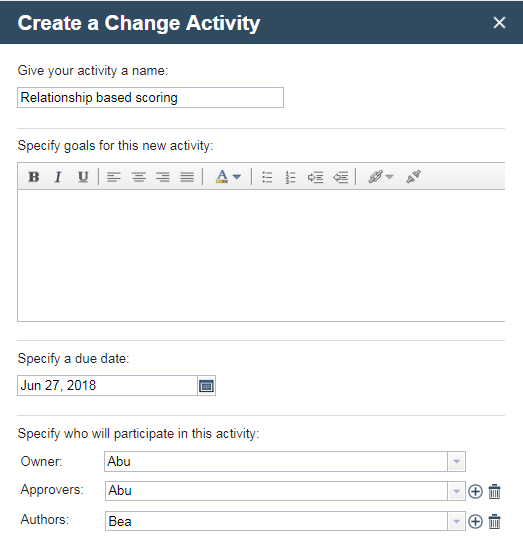 Create a Change Activity
Give your activity a name:
Relationship based scoring
Specify goals for this new activity:
B I U A
Specify a due date:
Jun 27, 2018
Specify who will participate in this activity:
Owner: Abu
Approvers: Abu
Authors: Bea